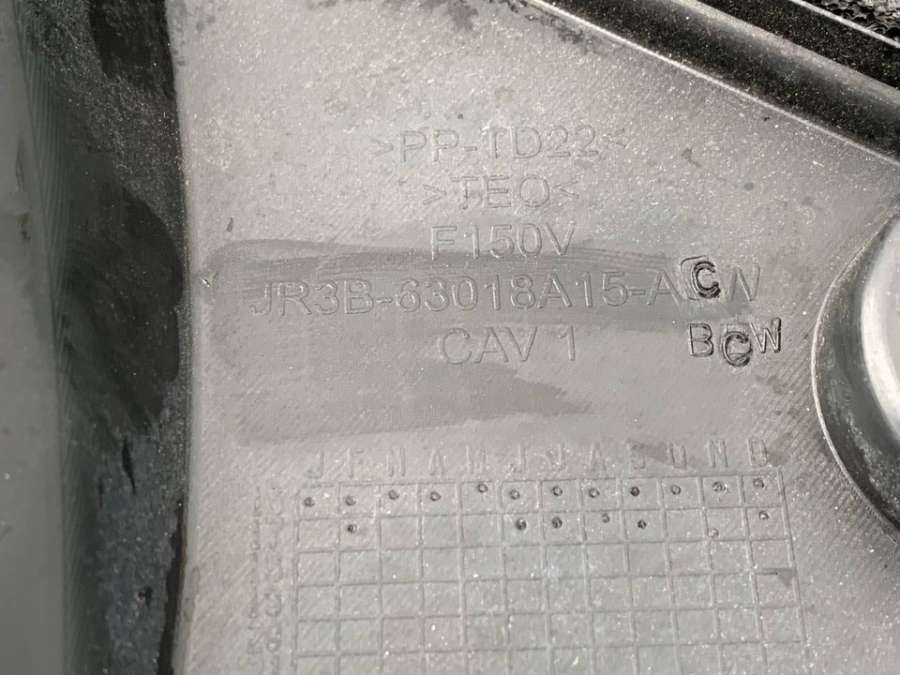 >PP-TD22<
>TEO<
F150V
JR3B-63018A15-ACW
CAV 1 BCW
J F M A M J J A S O N D